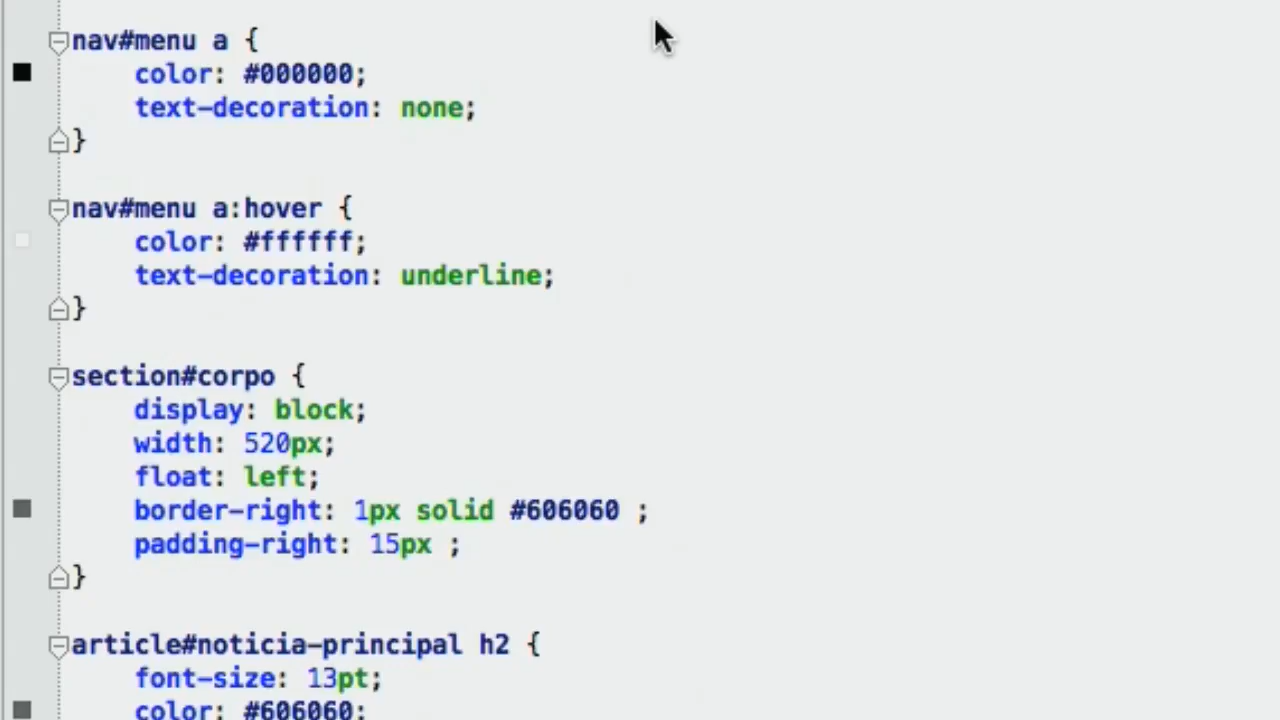 nav#menu a {
    color: #000000;
    text-decoration: none;
}
nav#menu a:hover {
    color: #ffffff;
    text-decoration: underline;
}
section#corpo {
    display: block;
    width: 520px;
    float: left;
    border-right: 1px solid #606060 ;
    padding-right: 15px ;
}
article#noticia-principal h2 {
    font-size: 13pt;
    color: #606060;